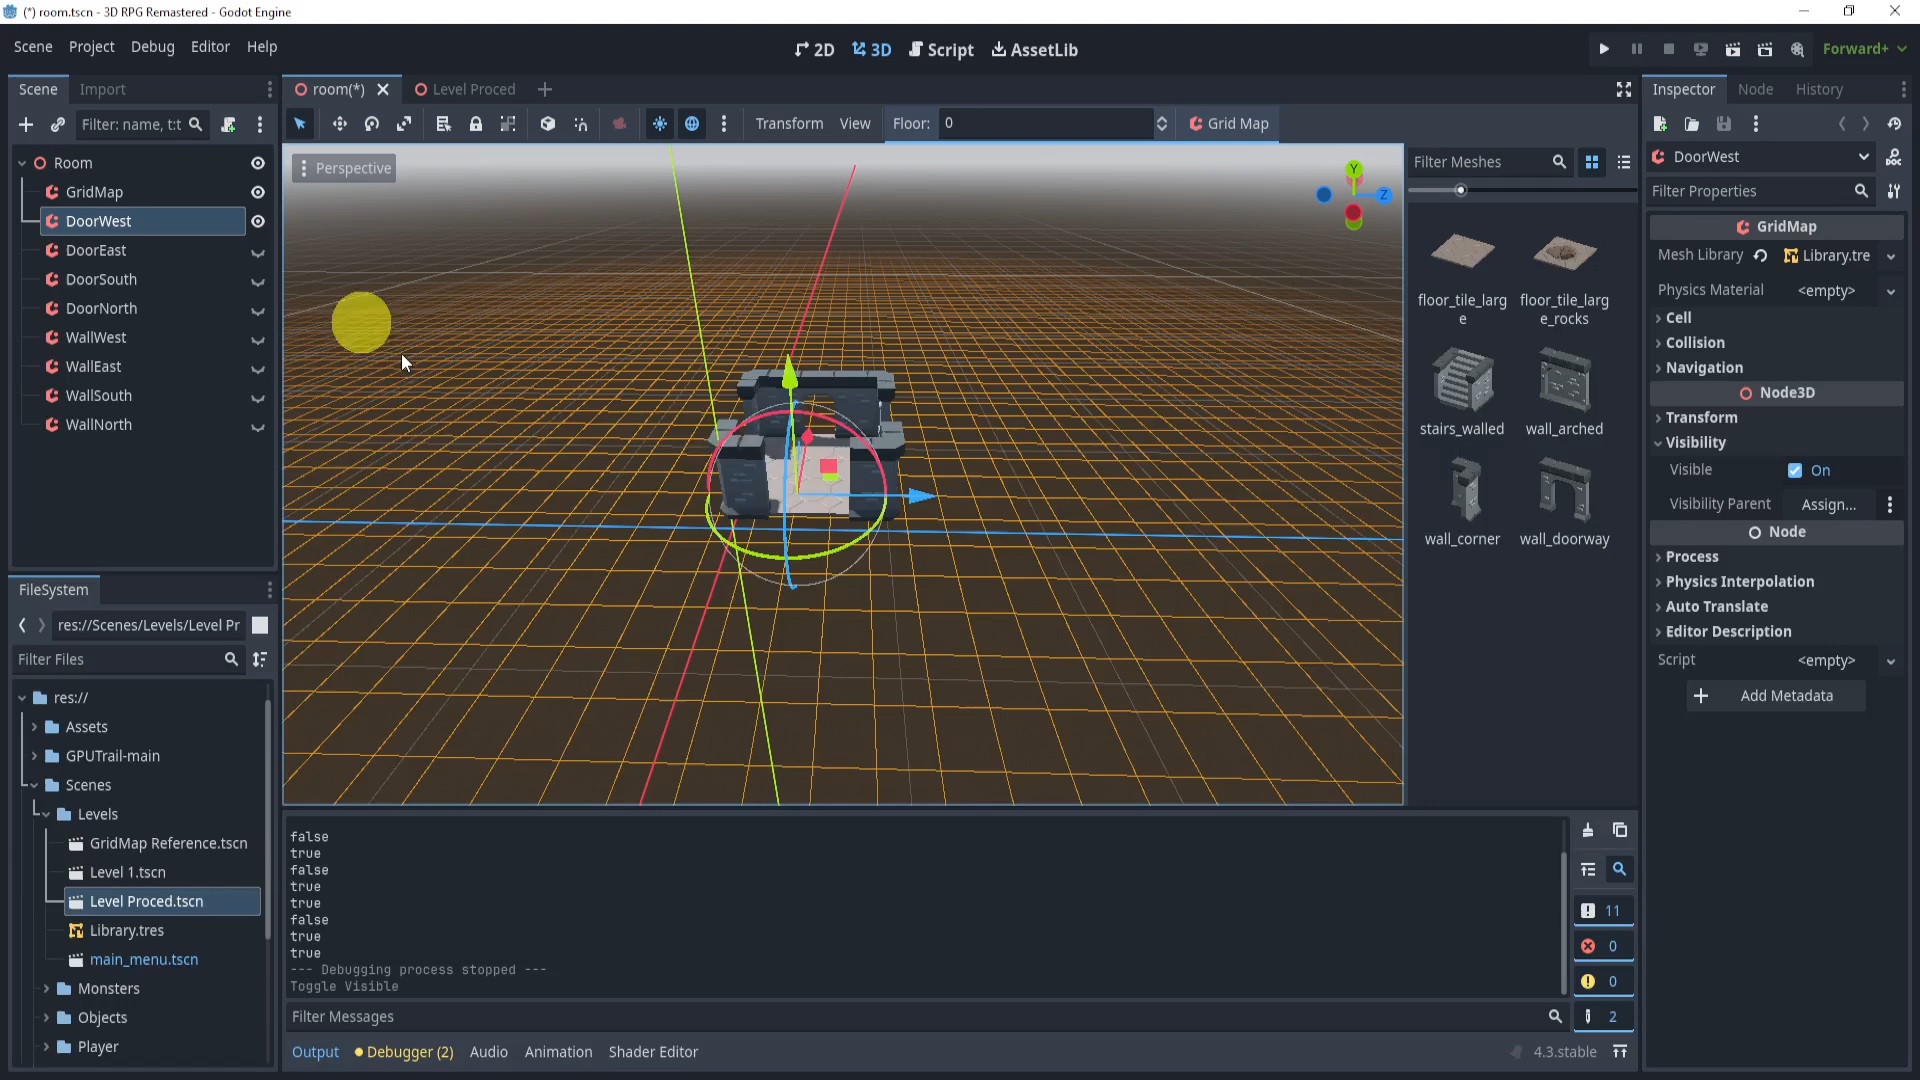 (*) room.tscn - 3D RPG Remastered - Godot Engine
Scene Project Debug Editor Help
2D 3D Script AssetLib
Forward+
Scene Import
room(*) Level Proced
Inspector Node History
Filter: name, t:t
Transform View Floor: 0 Grid Map
Room
GridMap
DoorWest
DoorEast
DoorSouth
DoorNorth
WallWest
WallEast
WallSouth
WallNorth
Perspective
Y
Z
Filter Meshes
floor_tile_larg
e
floor_tile_larg
e_rocks
stairs_walled
wall_arched
wall_corner
wall_doorway
DoorWest
Filter Properties
GridMap
Mesh Library Library.tre
Physics Material <empty>
Cell
Collision
Navigation
Node3D
Transform
Visibility
Visible On
Visibility Parent Assign...
Node
Process
Physics Interpolation
Auto Translate
Editor Description
Script <empty>
Add Metadata
FileSystem
res://Scenes/Levels/Level Pr
Filter Files
res://
Assets
GPUTrail-main
Scenes
Levels
GridMap Reference.tscn
Level 1.tscn
Level Proced.tscn
Library.tres
main_menu.tscn
Monsters
Objects
Player
false
true
false
true
true
false
true
true
--- Debugging process stopped ---
Toggle Visible
11
0
0
2
Filter Messages
Output Debugger (2) Audio Animation Shader Editor
4.3.stable